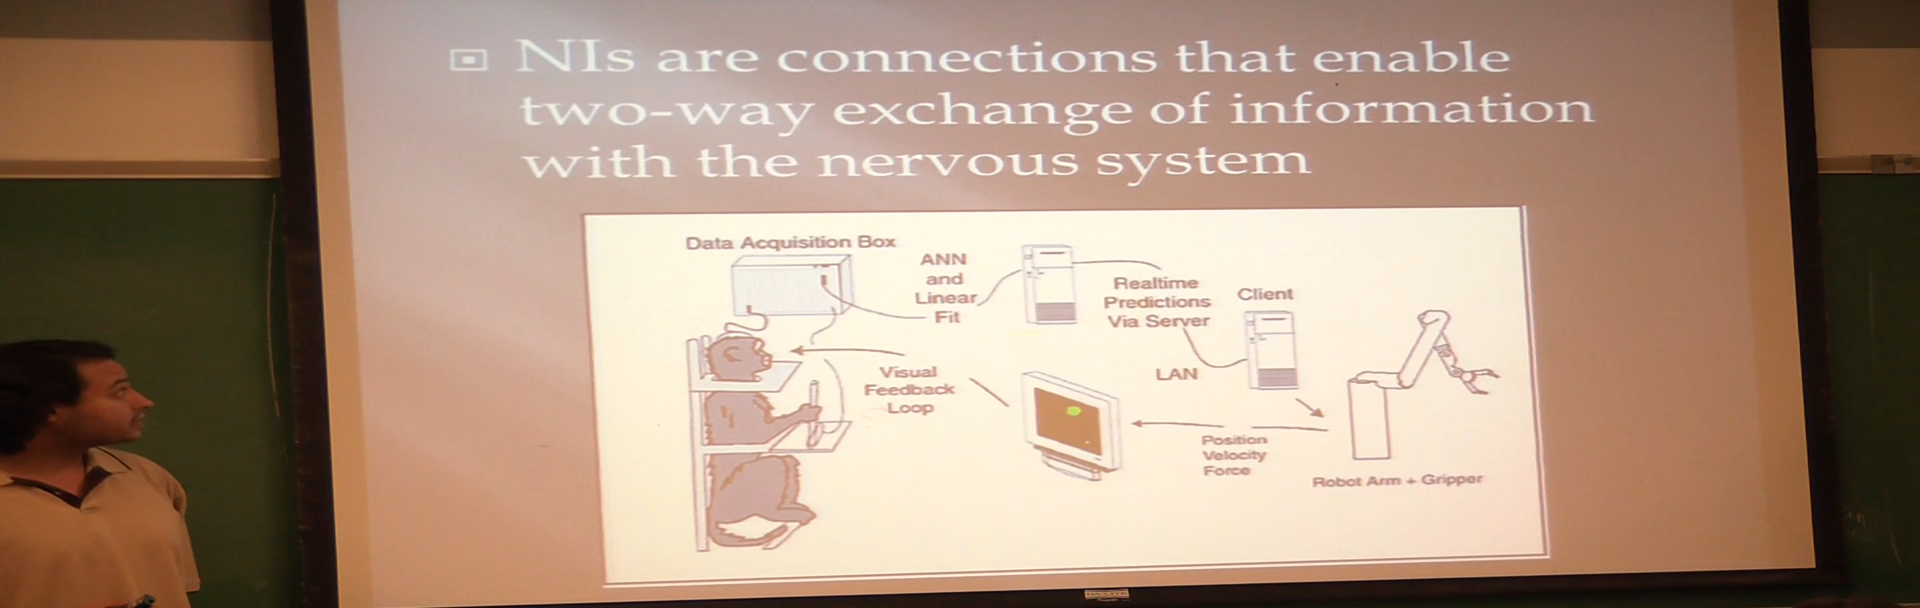 NIs are connections that enable
two-way exchange of information
with the nervous system
Data Acquisition Box
ANN
and
Linear
Fit
Realtime
Predictions
Via Server
Client
LAN
Visual
Feedback
Loop
Position
Velocity
Force
Robot Arm + Gripper